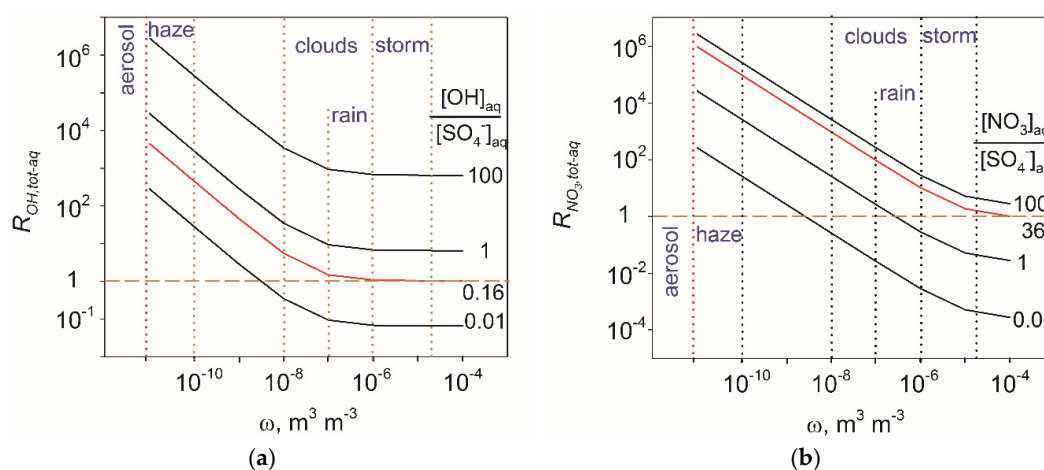 aerosol
haze
clouds
storm
rain
[OH]aq
[SO4-]aq
10^6
10^4
10^2
1
10^-1
100
1
0.16
0.01
R OH,tot-aq
10^-10
10^-8
10^-6
10^-4
ω, m^3 m^-3
(a)
clouds
storm
[NO3]aq
[SO4-]a
rain
10^6
10^4
10^2
1
10^-2
10^-4
100
36
1
0.0
aerosol
haze
R NO3,tot-aq
10^-10
10^-8
10^-6
10^-4
ω, m^3 m^-3
(b)